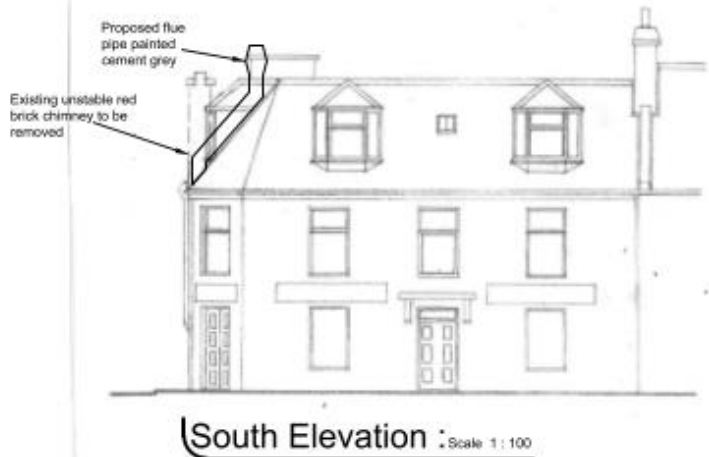 Proposed flue
pipe painted
cement grey
Existing unstable red
brick chimney to be
removed
South Elevation : Scale 1 : 100